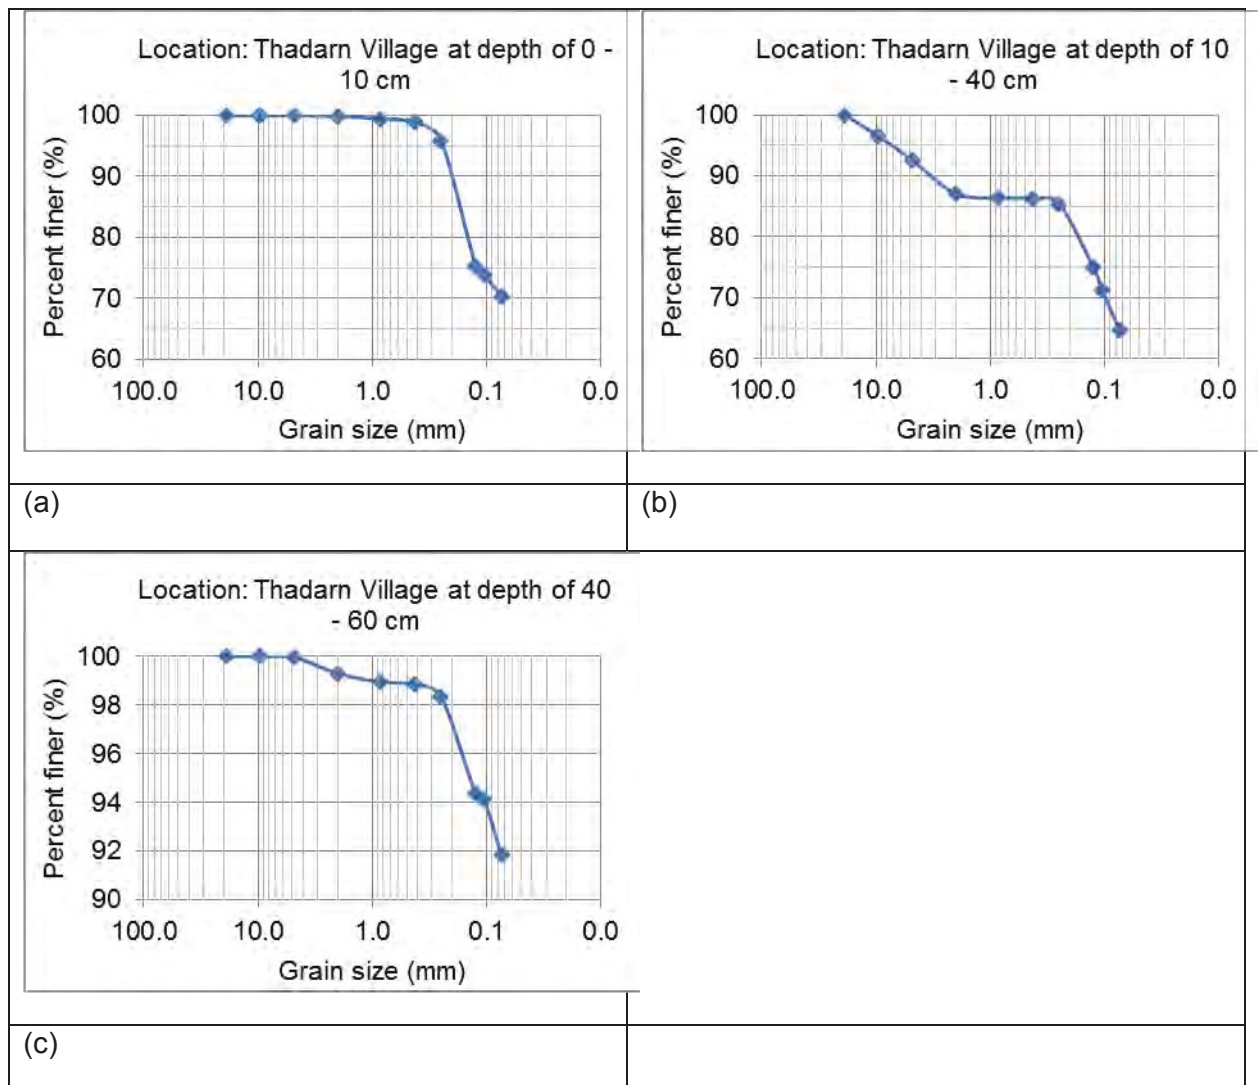 Location: Thadarn Village at depth of 0 -
10 cm
100
90
80
70
60
Percent finer (%)
100.0 10.0 1.0 0.1 0.0
Grain size (mm)
Location: Thadarn Village at depth of 10
- 40 cm
100
90
80
70
60
Percent finer (%)
100.0 10.0 1.0 0.1 0.0
Grain size (mm)
(a)
(b)
Location: Thadarn Village at depth of 40
- 60 cm
100
98
96
94
92
90
Percent finer (%)
100.0 10.0 1.0 0.1 0.0
Grain size (mm)
(c)